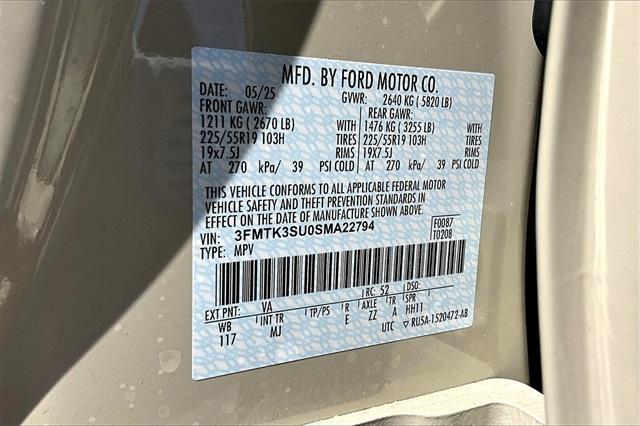 MFD. BY FORD MOTOR CO.
DATE: 05/25 GVWR: 2640 KG ( 5820 LB)
FRONT GAWR: REAR GAWR:
1211 KG ( 2670 LB) WITH 1476 KG ( 3255 LB) WITH
225/55R19 103H TIRES 225/55R19 103H TIRES
19X7.5J RIMS 19X7.5J RIMS
AT 270 kPa/ 39 PSI COLD AT 270 kPa/ 39 PSI COLD
THIS VEHICLE CONFORMS TO ALL APPLICABLE FEDERAL MOTOR
VEHICLE SAFETY AND THEFT PREVENTION STANDARDS IN
EFFECT ON THE DATE OF MANUFACTURE SHOWN ABOVE.
VIN: 3FMTK3SU0SMA22794 F0087
TYPE: MPV T0208
EXT PNT: VA RC: 52 DSO:
WB INT TR TP/PS R AXLE TR SPR
117 MJ E ZZ A HH11
UTC ▽ RU5A-1520472-AB